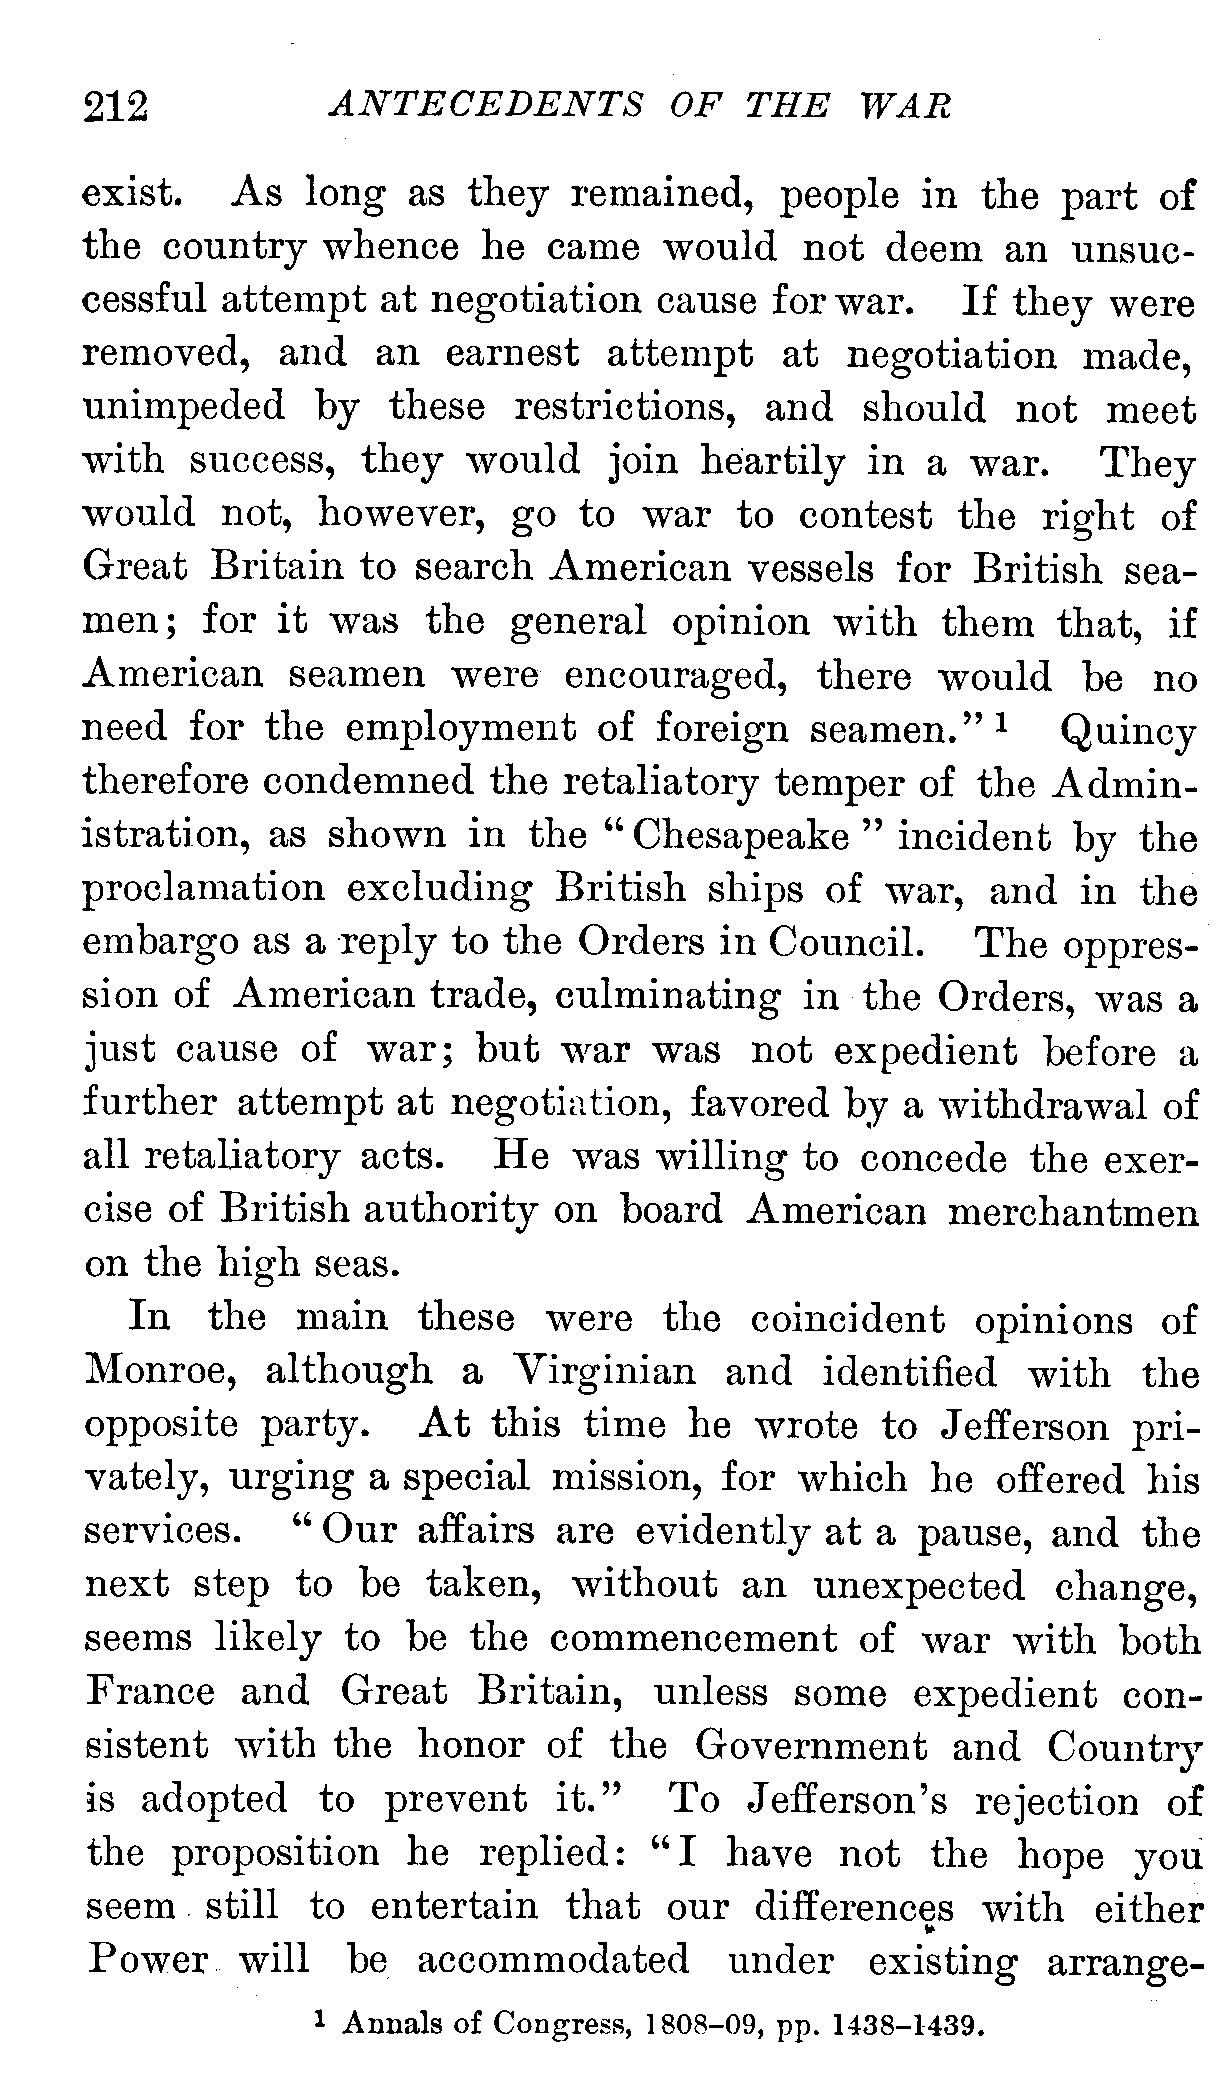 212 ANTECEDENTS OF THE WAR
exist. As long as they remained, people in the part of
the country whence he came would not deem an unsuc-
cessful attempt at negotiation cause for war. If they were
removed, and an earnest attempt at negotiation made,
unimpeded by these restrictions, and should not meet
with success, they would join heartily in a war. They
would not, however, go to war to contest the right of
Great Britain to search American vessels for British sea-
men; for it was the general opinion with them that, if
American seamen were encouraged, there would be no
need for the employment of foreign seamen." 1 Quincy
therefore condemned the retaliatory temper of the Admin-
istration, as shown in the "Chesapeake" incident by the
proclamation excluding British ships of war, and in the
embargo as a reply to the Orders in Council. The oppres-
sion of American trade, culminating in the Orders, was a
just cause of war; but war was not expedient before a
further attempt at negotiation, favored by a withdrawal of
all retaliatory acts. He was willing to concede the exer-
cise of British authority on board American merchantmen
on the high seas.
In the main these were the coincident opinions of
Monroe, although a Virginian and identified with the
opposite party. At this time he wrote to Jefferson pri-
vately, urging a special mission, for which he offered his
services. "Our affairs are evidently at a pause, and the
next step to be taken, without an unexpected change,
seems likely to be the commencement of war with both
France and Great Britain, unless some expedient con-
sistent with the honor of the Government and Country
is adopted to prevent it." To Jefferson's rejection of
the proposition he replied: "I have not the hope you
seem still to entertain that our differences with either
Power will be accommodated under existing arrange-
1 Annals of Congress, 1808–09, pp. 1438–1439.